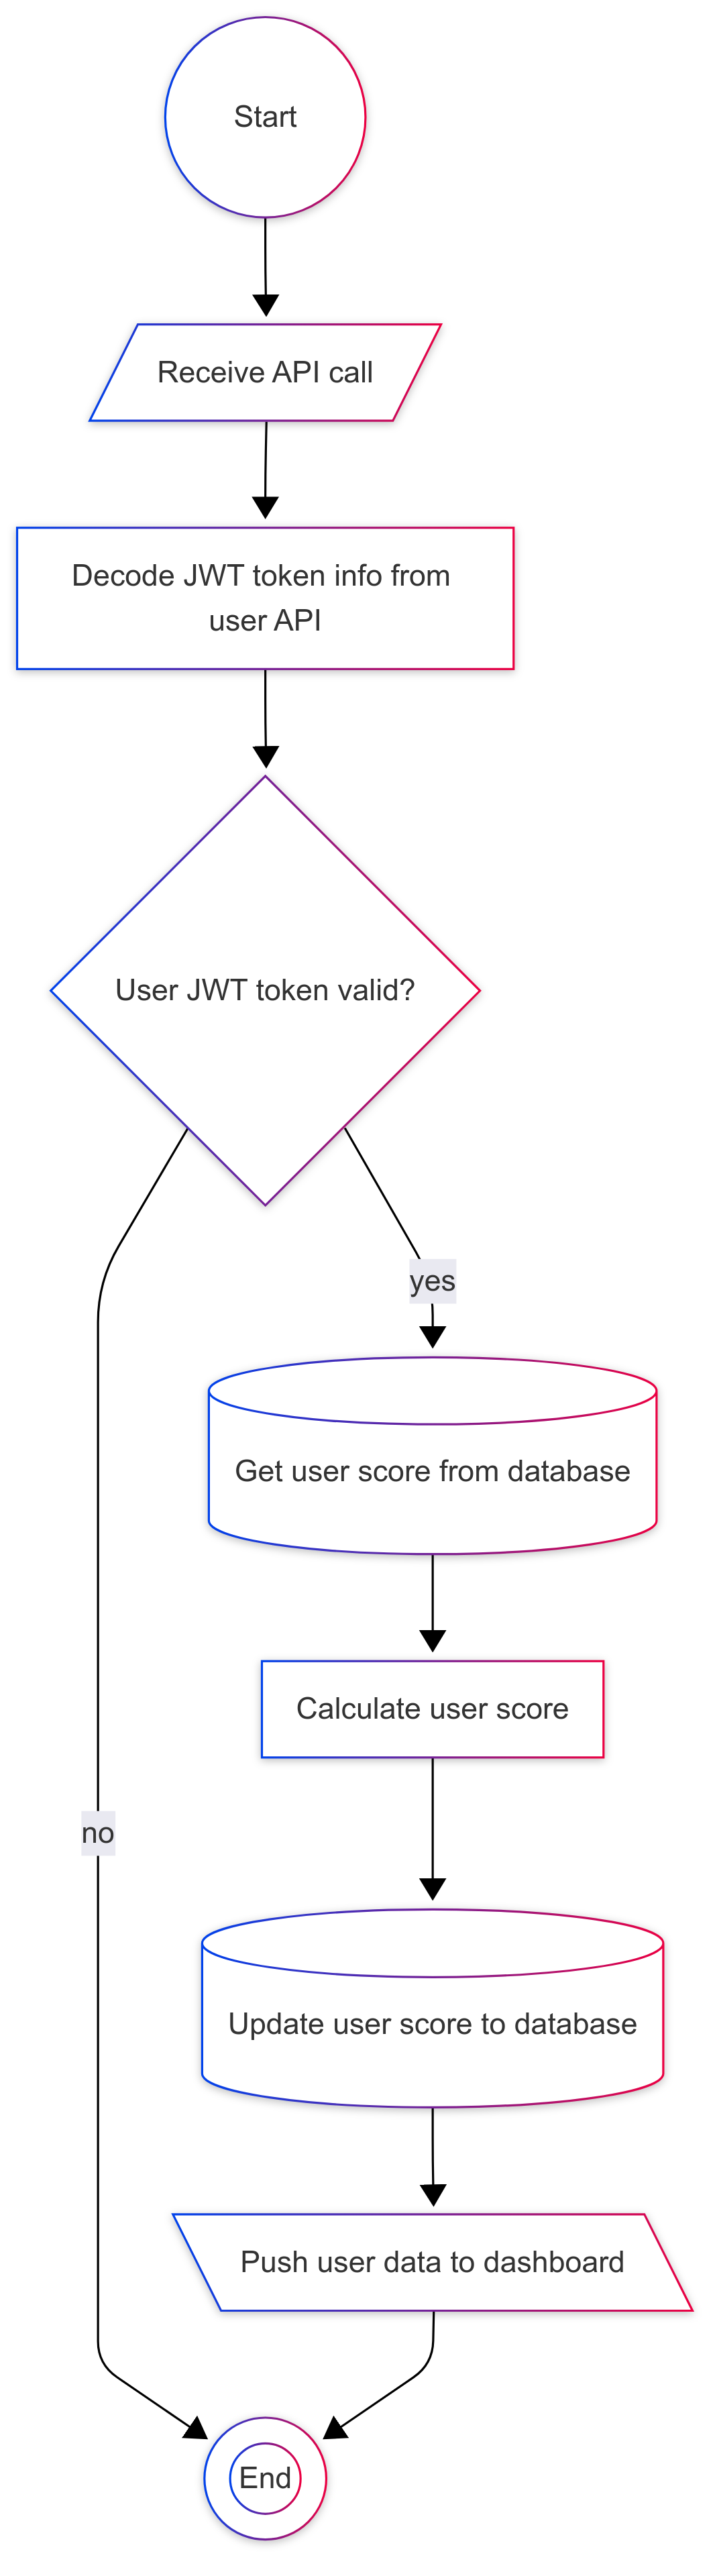 Start
Receive API call
Decode JWT token info from
user API
User JWT token valid?
yes
Get user score from database
Calculate user score
no
Update user score to database
Push user data to dashboard
End